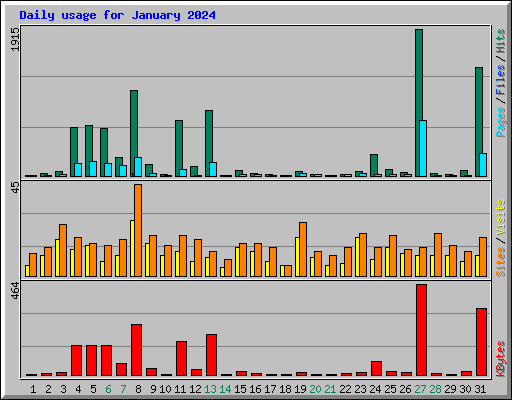 Daily usage for January 2024
1915
Pages / Files / Hits
45
Sites / Visits
464
KBytes
1 2 3 4 5 6 7 8 9 10 11 12 13 14 15 16 17 18 19 20 21 22 23 24 25 26 27 28 29 30 31